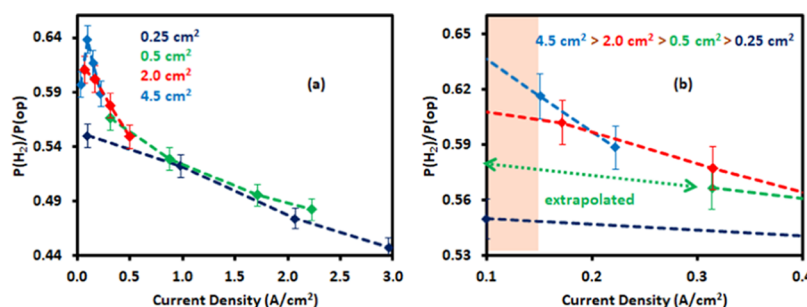 0.64
0.59
0.54
0.49
0.44
P(H₂)/P(op)
0.25 cm²
0.5 cm²
2.0 cm²
4.5 cm²
(a)
0.0 0.5 1.0 1.5 2.0 2.5 3.0
Current Density (A/cm²)
0.65
0.62
0.59
0.56
0.53
P(H₂)/P(op)
4.5 cm² > 2.0 cm² > 0.5 cm² > 0.25 cm²
(b)
extrapolated
0.1 0.2 0.3 0.4
Current Density (A/cm²)